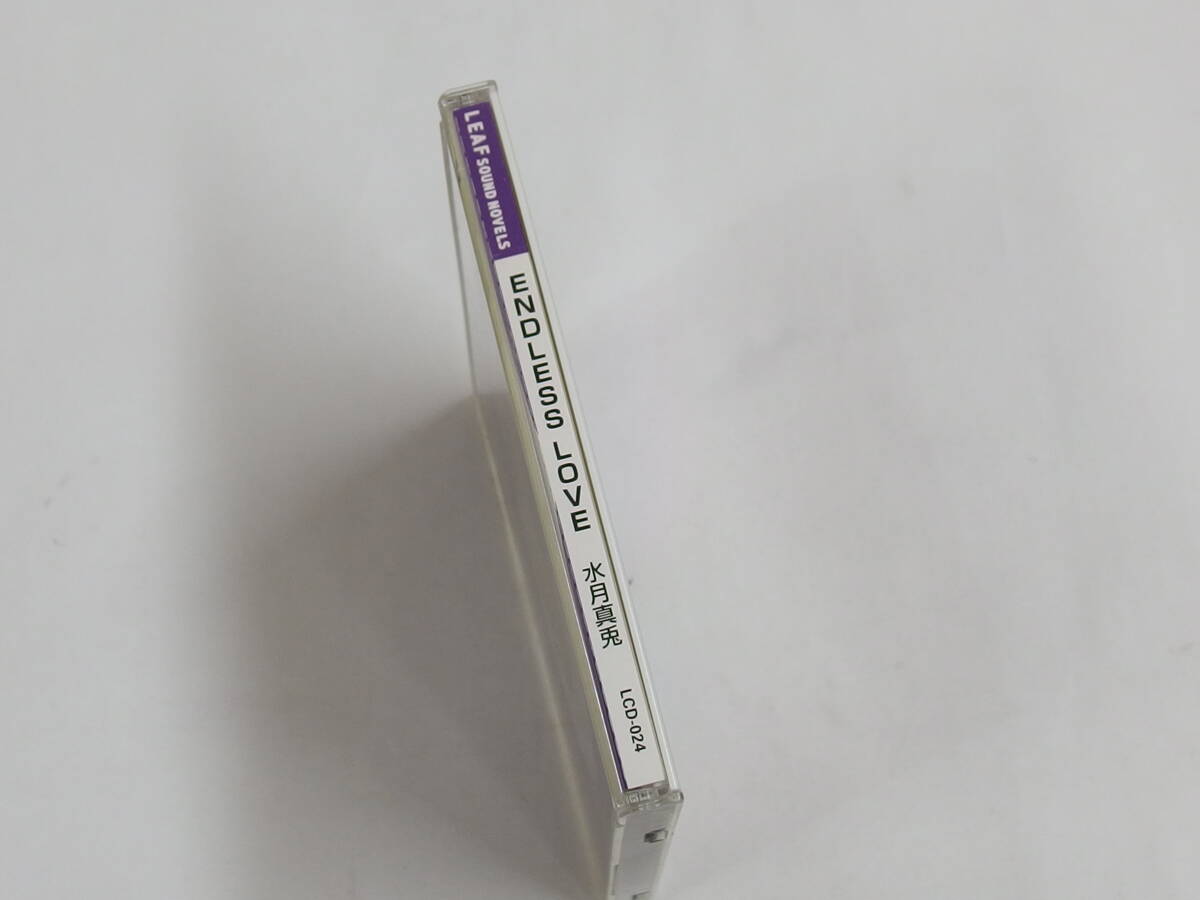 LEAF SOUND NOVELS
ENDLESS LOVE
水月真兎
LCD-024